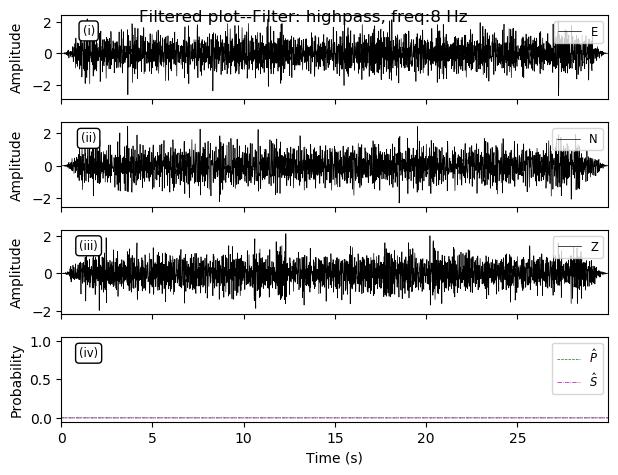 Filtered plot--Filter: highpass, freq:8 Hz
(i)
E
2
0
−2
Amplitude
(ii)
N
2
0
−2
Amplitude
(iii)
Z
2
0
−2
Amplitude
(iv)
P̂
Ŝ
1.0
0.5
0.0
Probability
0 5 10 15 20 25
Time (s)